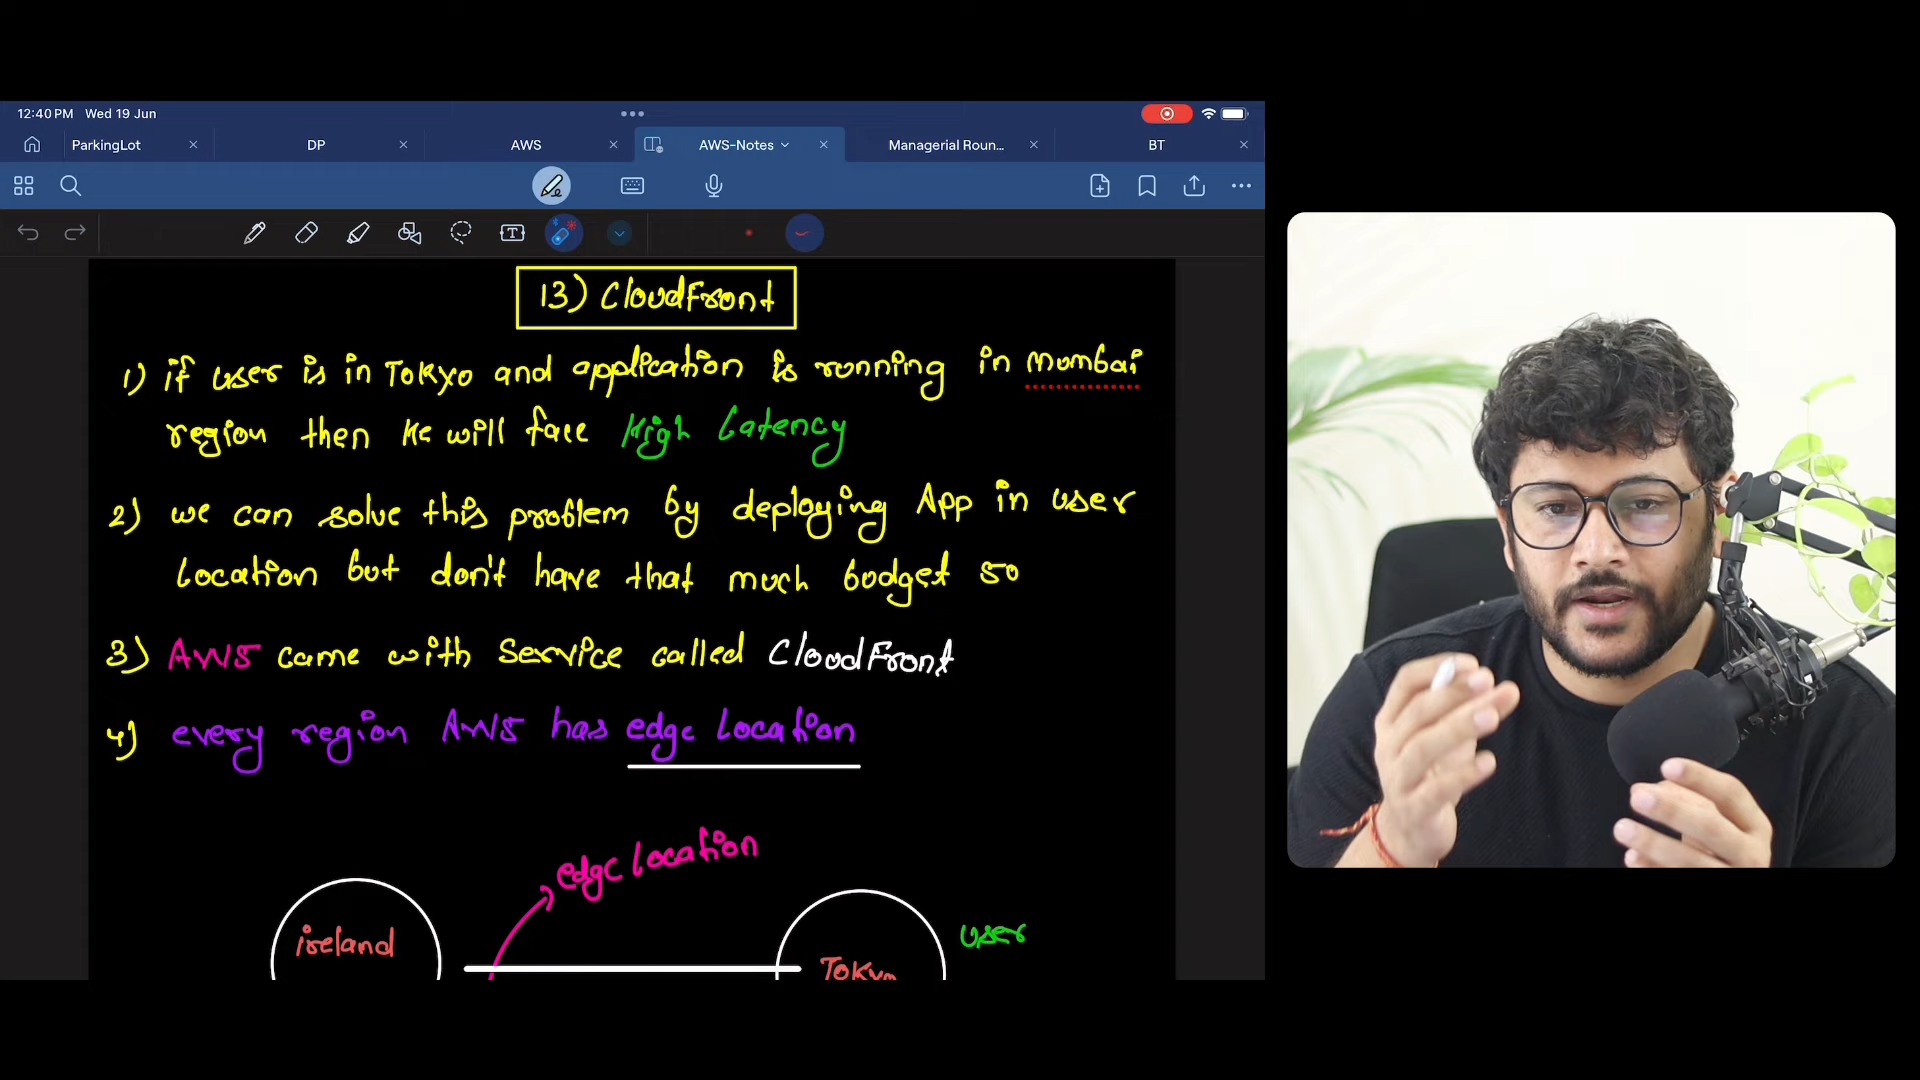 12:40 PM Wed 19 Jun
ParkingLot DP AWS AWS-Notes Managerial Roun... BT
13) CloudFront
1) if user is in Tokyo and application is running in mumbai
region then he will face High Latency
2) we can solve this problem by deploying App in user
location but don't have that much budget so
3) AWS came with service called CloudFront
4) every region AWS has edge location
edge location
ireland
user
Tokyo